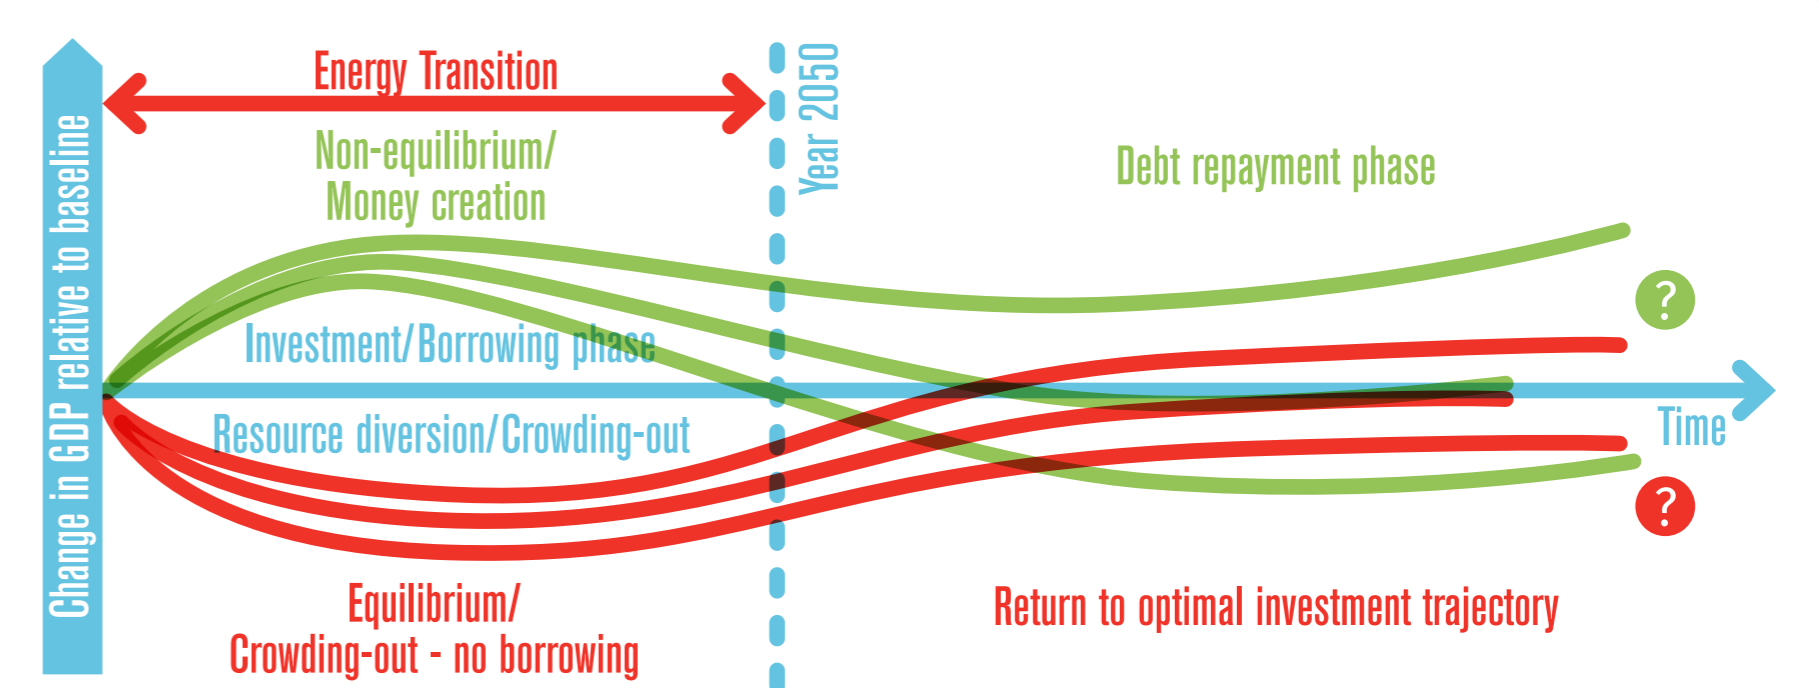 Change in GDP relative to baseline
Energy Transition
Year 2050
Non-equilibrium/
Money creation
Debt repayment phase
Investment/Borrowing phase
Resource diversion/Crowding-out
?
Time
?
Equilibrium/
Crowding-out - no borrowing
Return to optimal investment trajectory